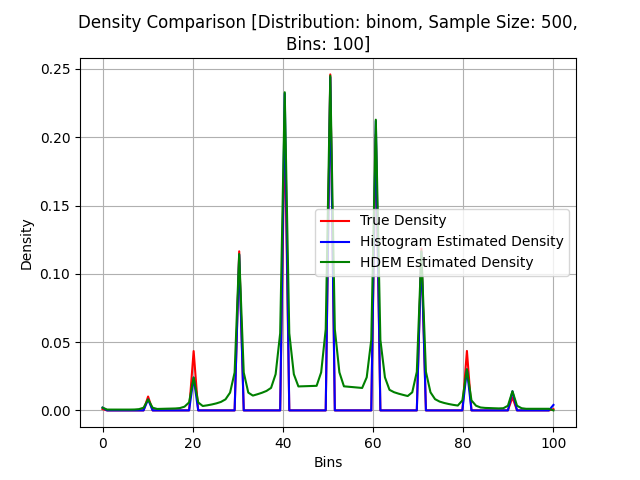 Density Comparison [Distribution: binom, Sample Size: 500,
Bins: 100]
0.25
0.20
0.15
0.10
0.05
0.00
Density
True Density
Histogram Estimated Density
HDEM Estimated Density
0 20 40 60 80 100
Bins